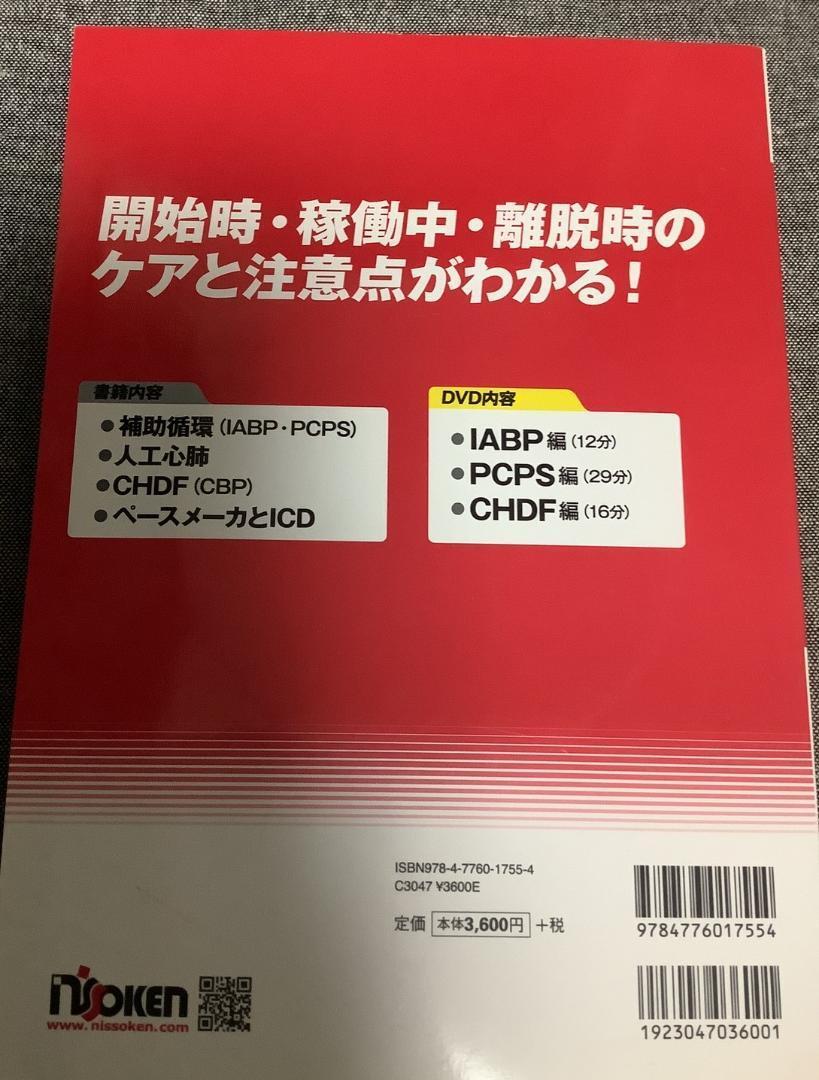 開始時・稼働中・離脱時の
ケアと注意点がわかる！
書籍内容
●補助循環（IABP・PCPS）
●人工心肺
●CHDF（CBP）
●ペースメーカとICD
DVD内容
●IABP編（12分）
●PCPS編（29分）
●CHDF編（16分）
ISBN978-4-7760-1755-4
C3047 ¥3600E
定価 本体3,600円 +税
9784776017554
1923047036001
nissoken
www.nissoken.com